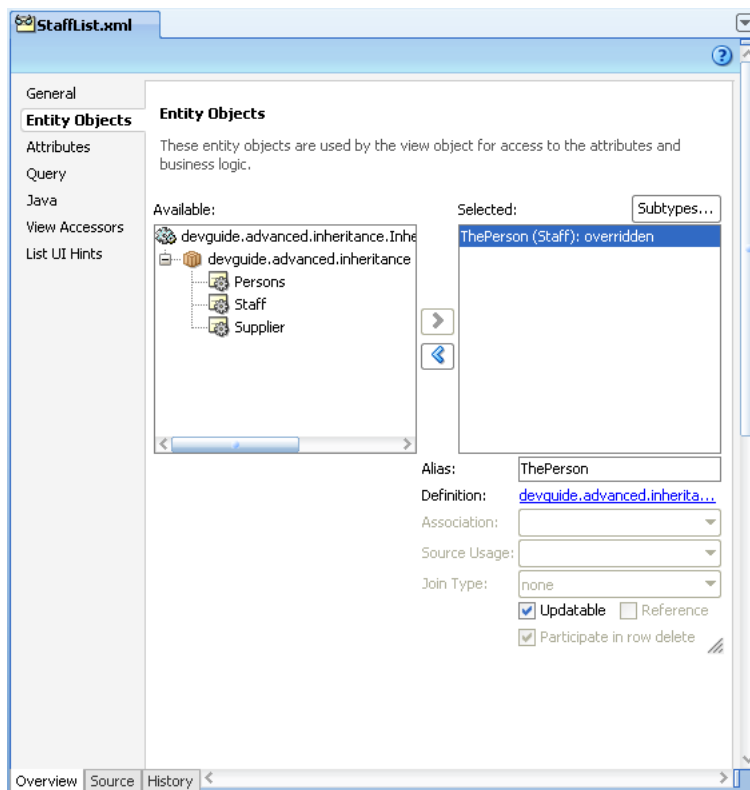 StaffList.xml
General
Entity Objects
Attributes
Query
Java
View Accessors
List UI Hints
Entity Objects
These entity objects are used by the view object for access to the attributes and
business logic.
Available:
devguide.advanced.inheritance.Inhe
devguide.advanced.inheritance
Persons
Staff
Supplier
Selected:
Subtypes...
ThePerson (Staff): overridden
Alias: ThePerson
Definition: devguide.advanced.inherita...
Association:
Source Usage:
Join Type: none
Updatable Reference
Participate in row delete
Overview Source History